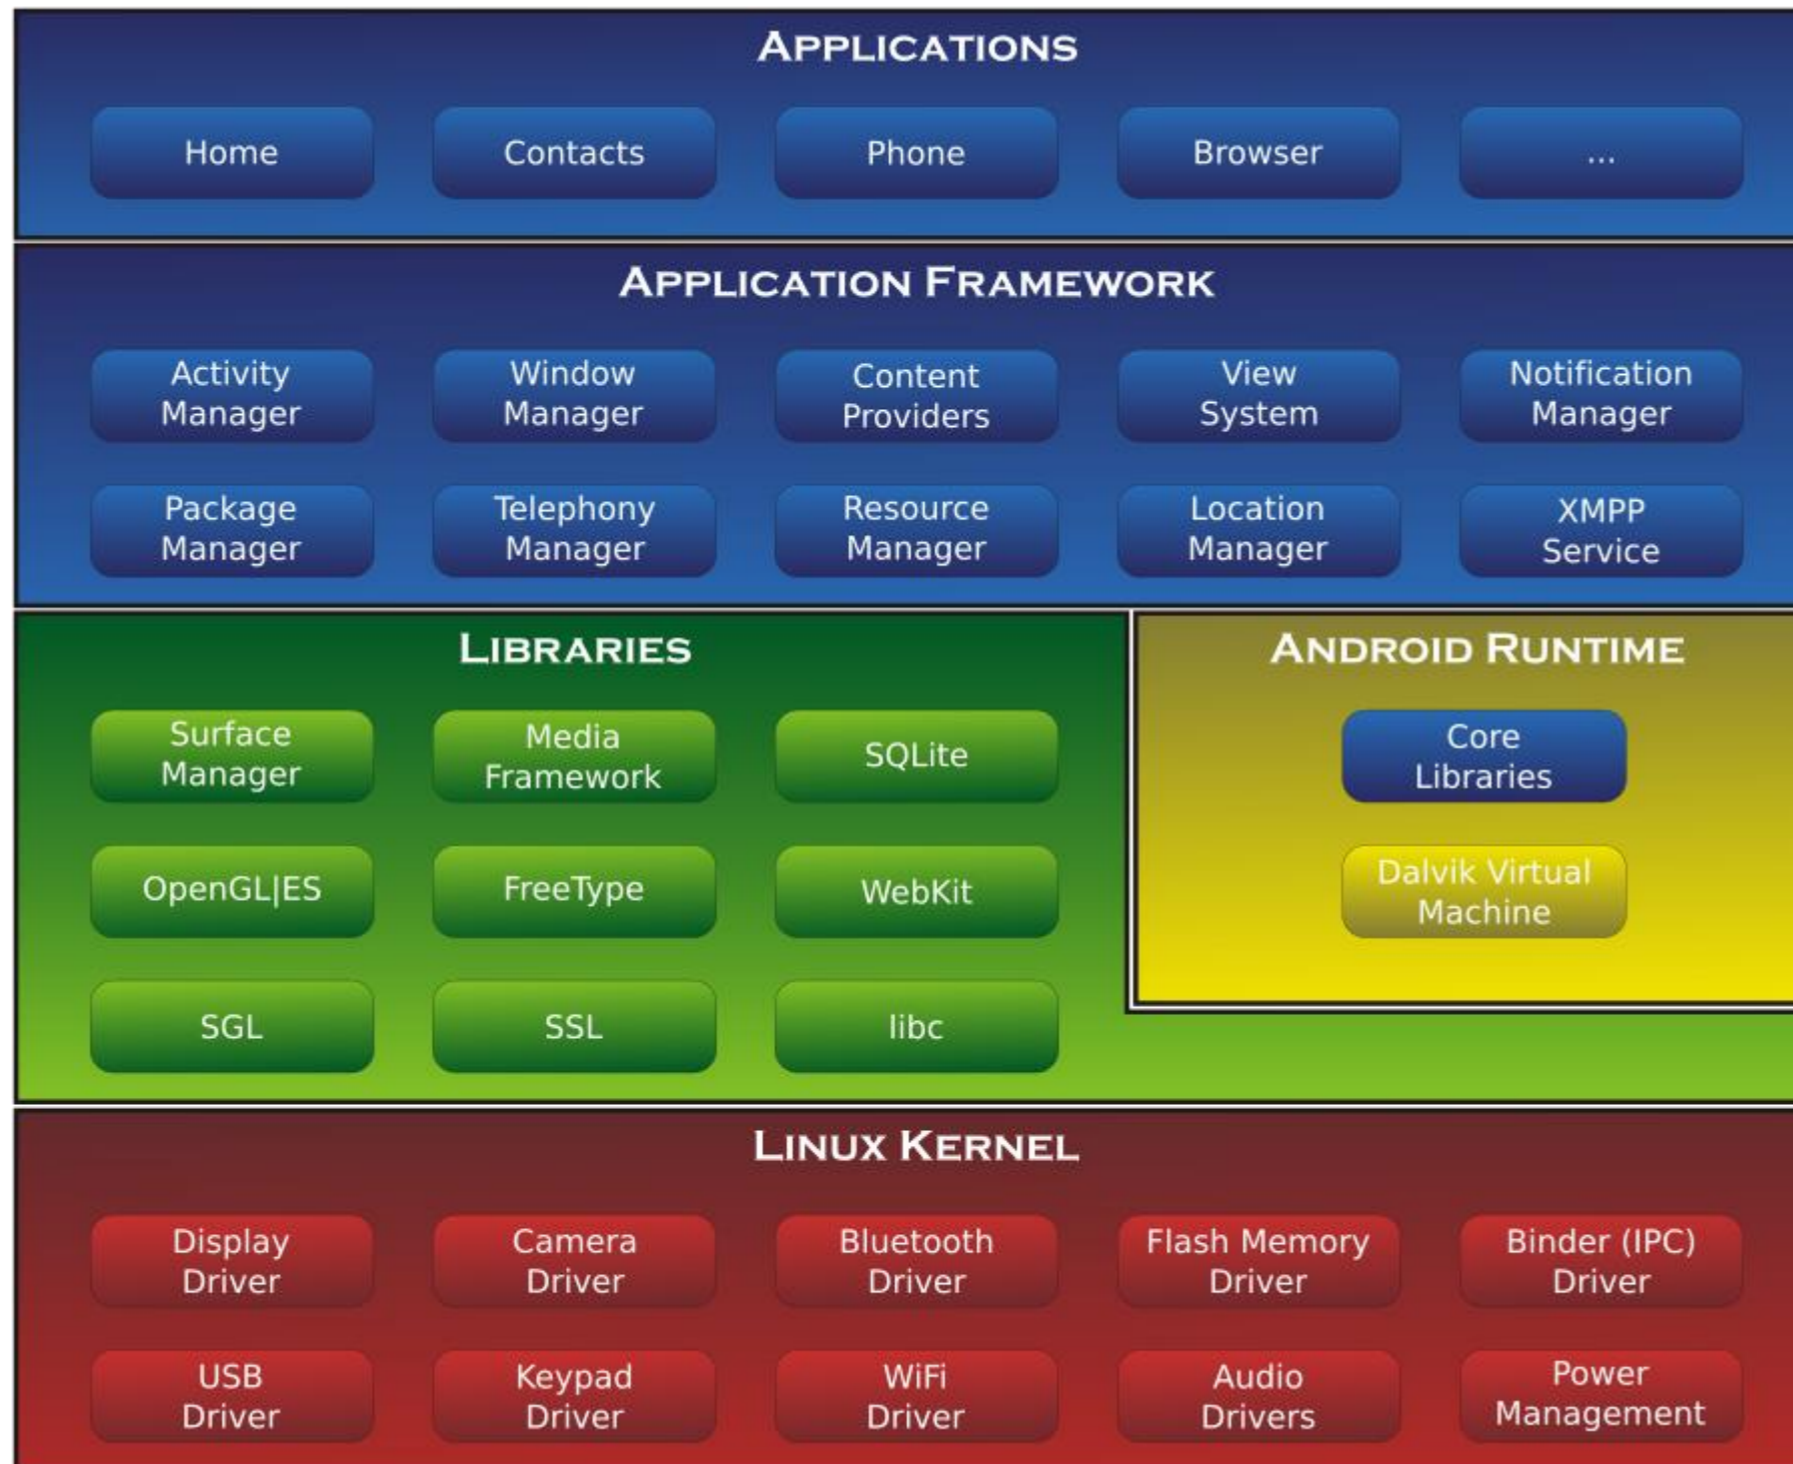 APPLICATIONS
Home
Contacts
Phone
Browser
...
APPLICATION FRAMEWORK
Activity
Manager
Window
Manager
Content
Providers
View
System
Notification
Manager
Package
Manager
Telephony
Manager
Resource
Manager
Location
Manager
XMPP
Service
LIBRARIES
Surface
Manager
Media
Framework
SQLite
OpenGL|ES
FreeType
WebKit
SGL
SSL
libc
ANDROID RUNTIME
Core
Libraries
Dalvik Virtual
Machine
LINUX KERNEL
Display
Driver
Camera
Driver
Bluetooth
Driver
Flash Memory
Driver
Binder (IPC)
Driver
USB
Driver
Keypad
Driver
WiFi
Driver
Audio
Drivers
Power
Management